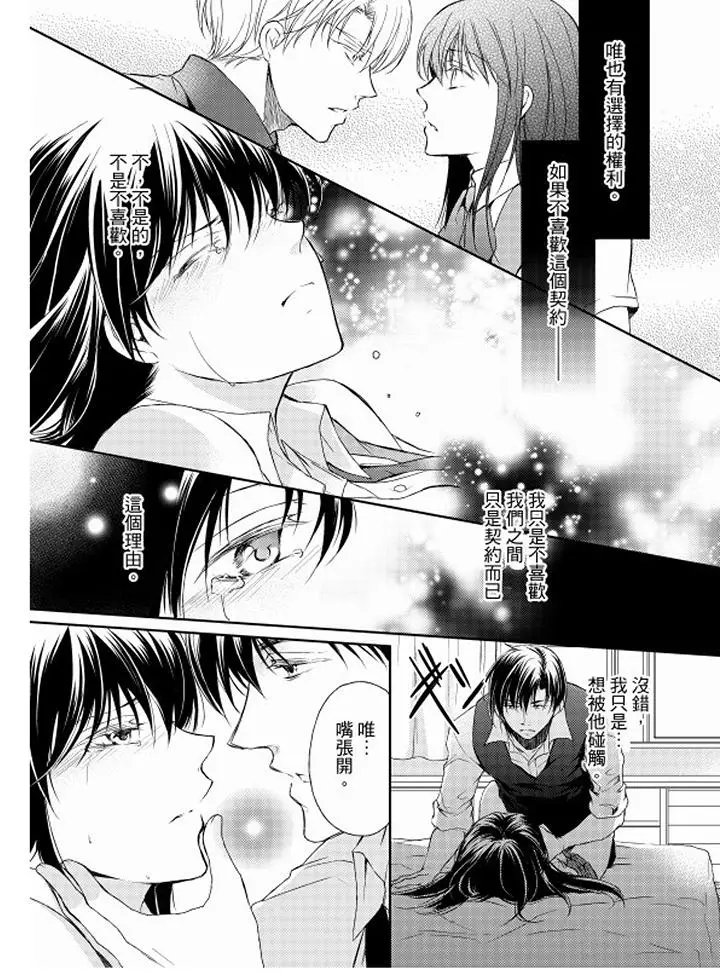 唯也有選擇的權利。
如果不喜歡這個契約——
不…不是的，
不是不喜歡。
我只是不喜歡
我們之間
只是契約而已
這個理由。
沒錯，
我只是…
想被他碰觸。
唯…
嘴張開。